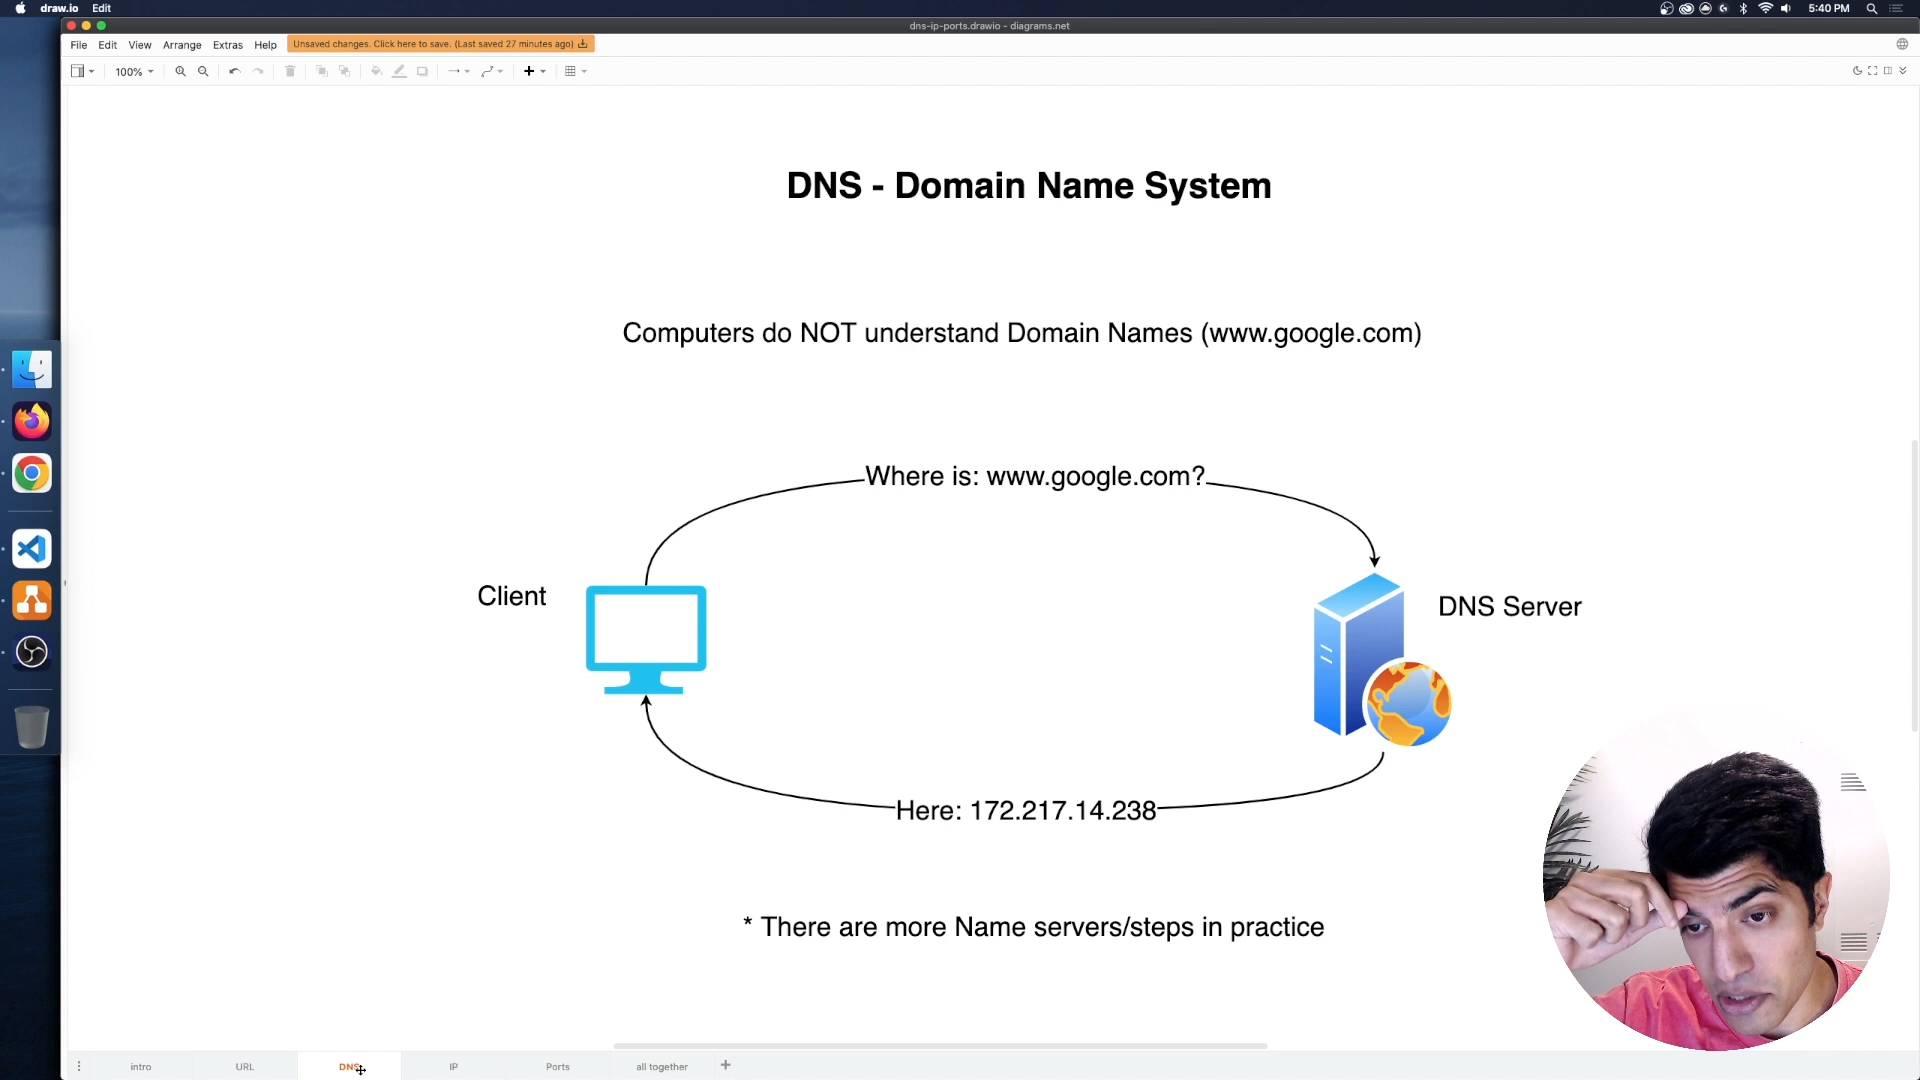 draw.io Edit
5:40 PM
dns-ip-ports.drawio - diagrams.net
File Edit View Arrange Extras Help Unsaved changes. Click here to save. (Last saved 27 minutes ago)
100%
DNS - Domain Name System
Computers do NOT understand Domain Names (www.google.com)
Where is: www.google.com?
Client
DNS Server
Here: 172.217.14.238
* There are more Name servers/steps in practice
intro URL DNS IP Ports all together